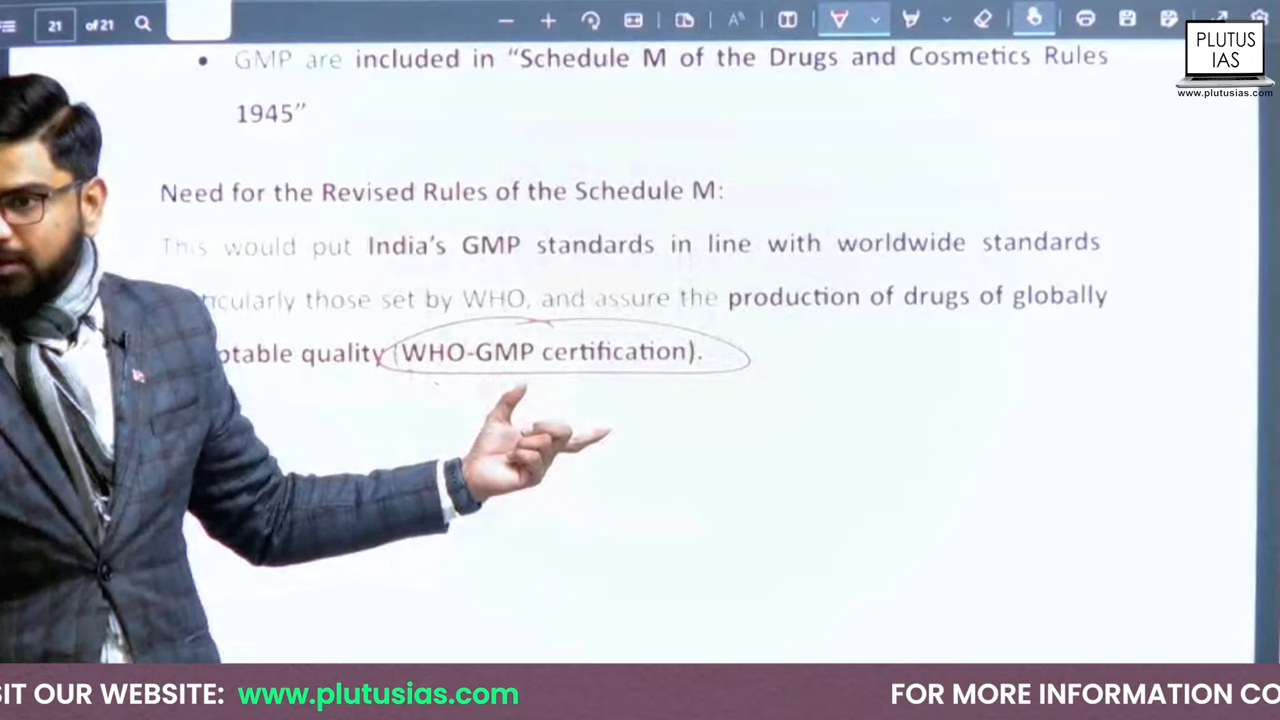 21 of 21
PLUTUS
IAS
www.plutusias.com
• GMP are included in “Schedule M of the Drugs and Cosmetics Rules
1945”
Need for the Revised Rules of the Schedule M:
This would put India’s GMP standards in line with worldwide standards
ticularly those set by WHO, and assure the production of drugs of globally
ptable quality (WHO-GMP certification).
SIT OUR WEBSITE: www.plutusias.com FOR MORE INFORMATION CO